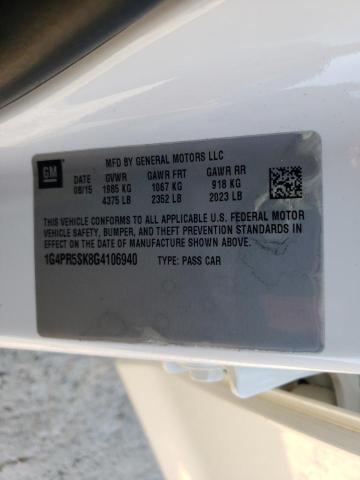 MFD BY GENERAL MOTORS LLC
GM
DATE GVWR GAWR FRT GAWR RR
08/15 1985 KG 1067 KG 918 KG
4375 LB 2352 LB 2023 LB
THIS VEHICLE CONFORMS TO ALL APPLICABLE U.S. FEDERAL MOTOR
VEHICLE SAFETY, BUMPER, AND THEFT PREVENTION STANDARDS IN
EFFECT ON THE DATE OF MANUFACTURE SHOWN ABOVE.
1G4PR5SK8G4106940 TYPE: PASS CAR